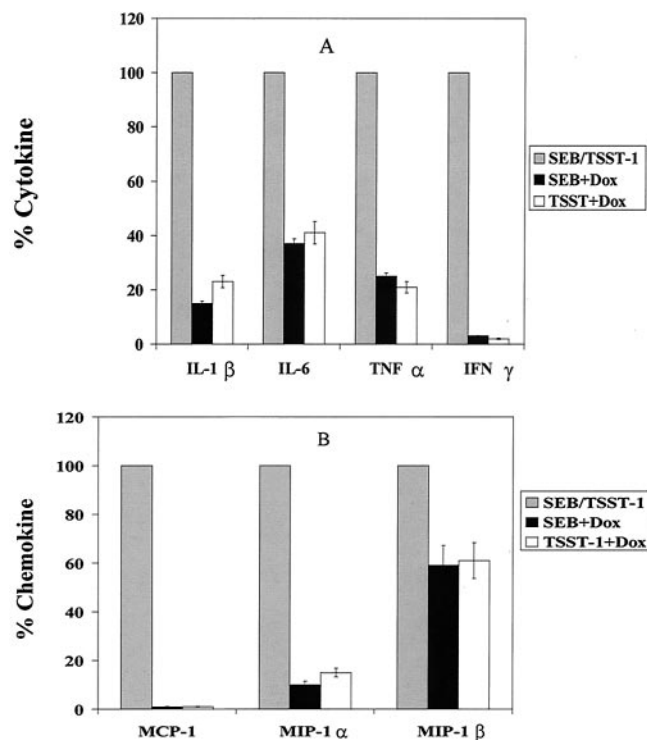 A
% Cytokine
120
100
80
60
40
20
0
IL-1 β IL-6 TNF α IFN γ
SEB/TSST-1
SEB+Dox
TSST+Dox
B
% Chemokine
120
100
80
60
40
20
0
MCP-1 MIP-1 α MIP-1 β
SEB/TSST-1
SEB+Dox
TSST-1+Dox